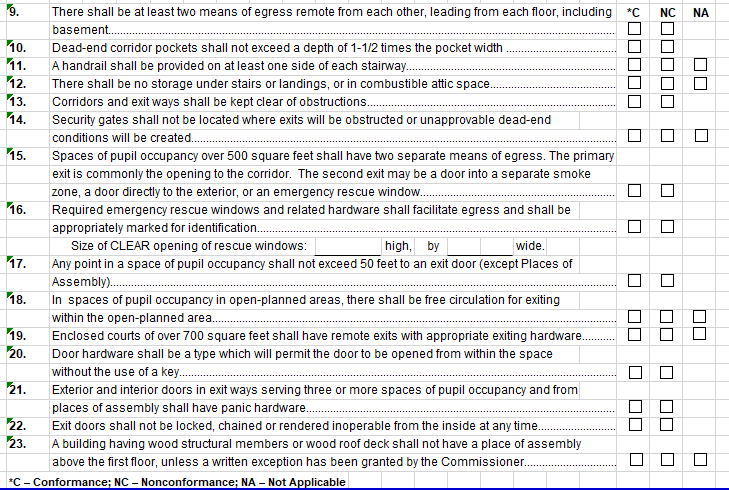 9. There shall be at least two means of egress remote from each other, leading from each floor, including *C NC NA
basement.
10. Dead-end corridor pockets shall not exceed a depth of 1-1/2 times the pocket width
11. A handrail shall be provided on at least one side of each stairway.
12. There shall be no storage under stairs or landings, or in combustible attic space.
13. Corridors and exit ways shall be kept clear of obstructions.
14. Security gates shall not be located where exits will be obstructed or unapprovable dead-end
conditions will be created.
15. Spaces of pupil occupancy over 500 square feet shall have two separate means of egress. The primary
exit is commonly the opening to the corridor. The second exit may be a door into a separate smoke
zone, a door directly to the exterior, or an emergency rescue window.
16. Required emergency rescue windows and related hardware shall facilitate egress and shall be
appropriately marked for identification.
Size of CLEAR opening of rescue windows: high, by wide.
17. Any point in a space of pupil occupancy shall not exceed 50 feet to an exit door (except Places of
Assembly).
18. In spaces of pupil occupancy in open-planned areas, there shall be free circulation for exiting
within the open-planned area.
19. Enclosed courts of over 700 square feet shall have remote exits with appropriate exiting hardware.
20. Door hardware shall be a type which will permit the door to be opened from within the space
without the use of a key.
21. Exterior and interior doors in exit ways serving three or more spaces of pupil occupancy and from
places of assembly shall have panic hardware.
22. Exit doors shall not be locked, chained or rendered inoperable from the inside at any time.
23. A building having wood structural members or wood roof deck shall not have a place of assembly
above the first floor, unless a written exception has been granted by the Commissioner.
*C – Conformance; NC – Nonconformance; NA – Not Applicable